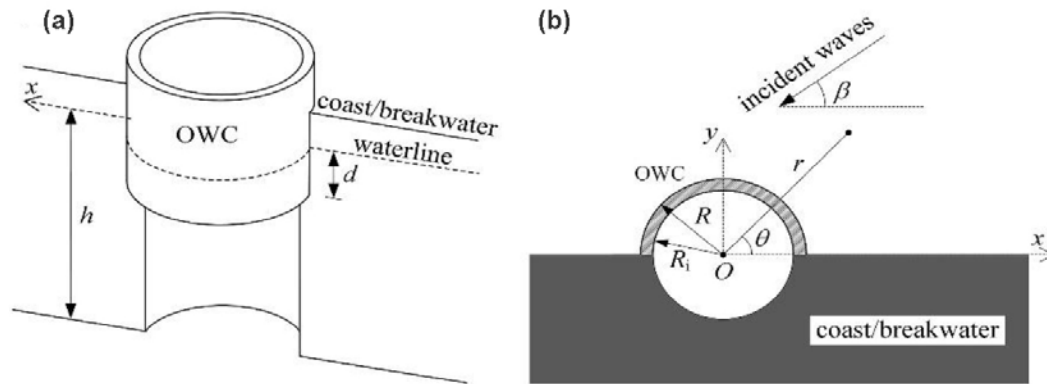 (a)
x
OWC
coast/breakwater
waterline
d
h
(b)
incident waves
β
y
OWC
r
R
θ
x
Rᵢ
O
coast/breakwater